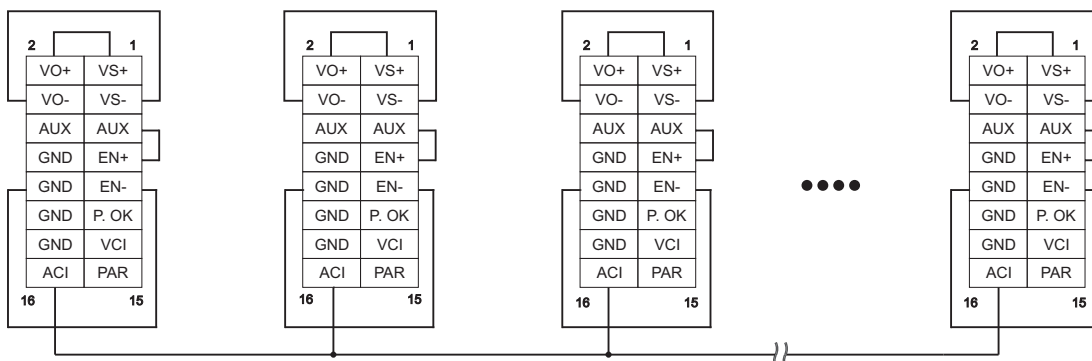 2 1 2 1 2 1 2 1
VO+ VS+ VO+ VS+ VO+ VS+ VO+ VS+
VO- VS- VO- VS- VO- VS- VO- VS-
AUX AUX AUX AUX AUX AUX AUX AUX
GND EN+ GND EN+ GND EN+ GND EN+
GND EN- GND EN- GND EN- GND EN-
GND P. OK GND P. OK GND P. OK GND P. OK
GND VCI GND VCI GND VCI GND VCI
ACI PAR ACI PAR ACI PAR ACI PAR
16 15 16 15 16 15 16 15